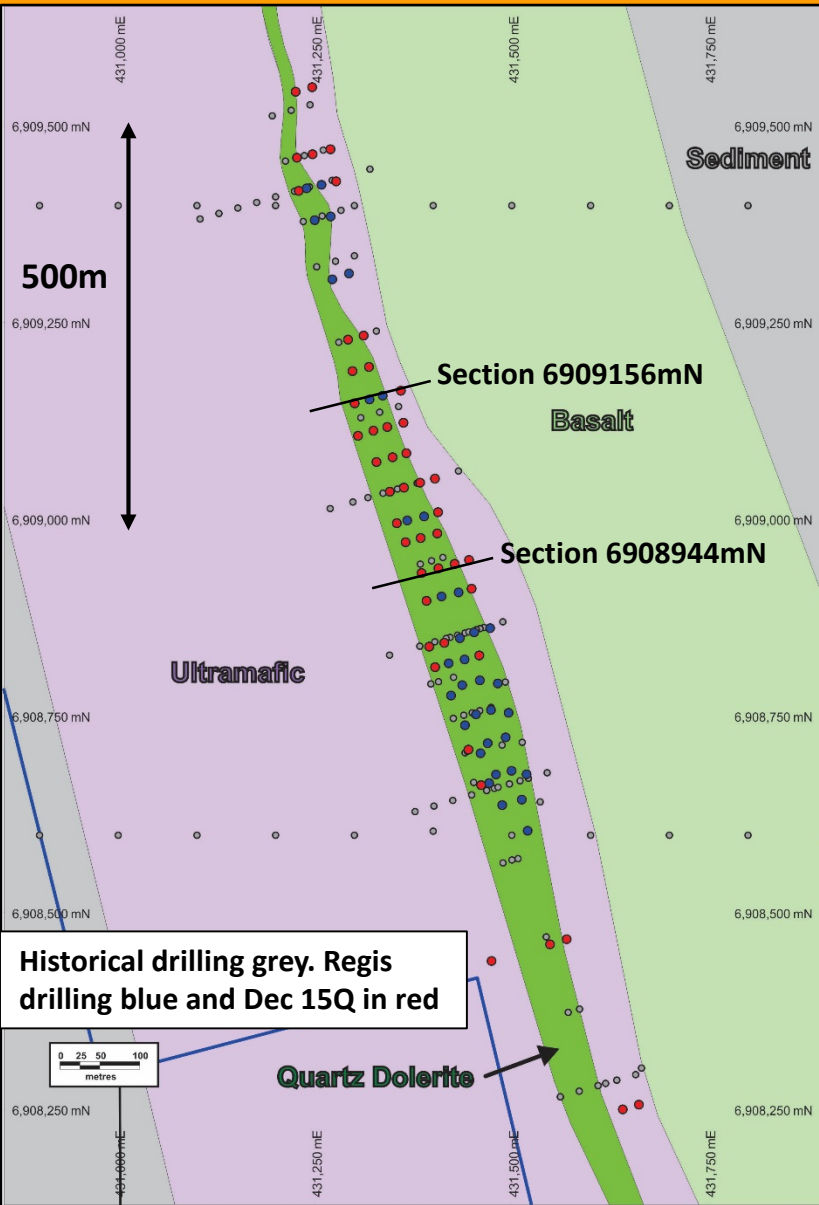 431,000 mE
431,250 mE
431,500 mE
431,750 mE
6,909,500 mN
6,909,500 mN
Sediment
500m
6,909,250 mN
6,909,250 mN
Section 6909156mN
Basalt
6,909,000 mN
6,909,000 mN
Section 6908944mN
Ultramafic
6,908,750 mN
6,908,750 mN
6,908,500 mN
6,908,500 mN
Historical drilling grey. Regis
drilling blue and Dec 15Q in red
0 25 50 100
metres
Quartz Dolerite
6,908,250 mN
6,908,250 mN
431,000 mE
431,250 mE
431,500 mE
431,750 mE